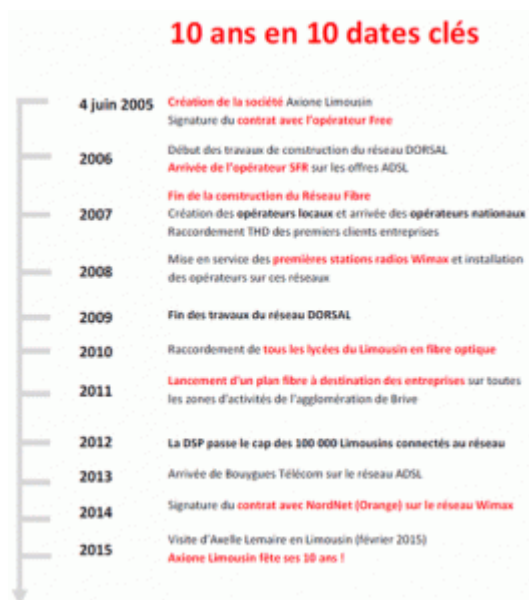 10 ans en 10 dates clés
4 juin 2005
Création de la société Axione Limousin
Signature du contrat avec l'opérateur Free
2006
Début des travaux de construction du réseau DORSAL
Arrivée de l'opérateur SFR sur les offres ADSL
2007
Fin de la construction du Réseau Fibre
Création des opérateurs locaux et arrivée des opérateurs nationaux
Raccordement THD des premiers clients entreprises
2008
Mise en service des premières stations radios Wimax et installation
des opérateurs sur ces réseaux
2009
Fin des travaux du réseau DORSAL
2010
Raccordement de tous les lycées du Limousin en fibre optique
2011
Lancement d'un plan fibre à destination des entreprises sur toutes
les zones d'activités de l'agglomération de Brive
2012
La DSP passe le cap des 100 000 Limousins connectés au réseau
2013
Arrivée de Bouygues Télécom sur le réseau ADSL
2014
Signature du contrat avec NordNet (Orange) sur le réseau Wimax
2015
Visite d'Axelle Lemaire en Limousin (février 2015)
Axione Limousin fête ses 10 ans !